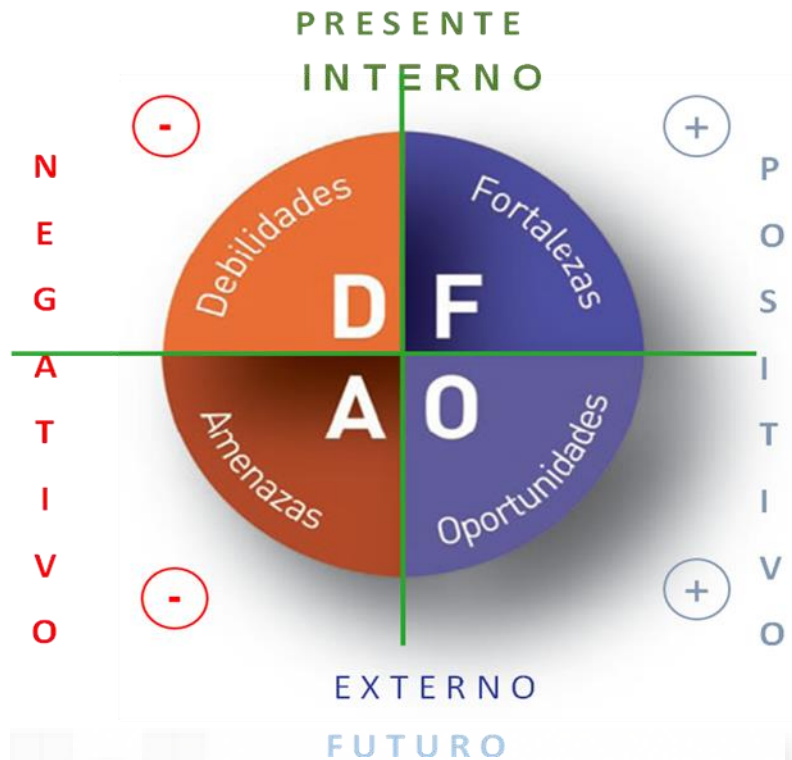 PRESENTE
INTERNO
-
+
NEGATIVO
POSITIVO
Debilidades
Fortalezas
D F
A O
Amenazas
Oportunidades
-
+
EXTERNO
FUTURO